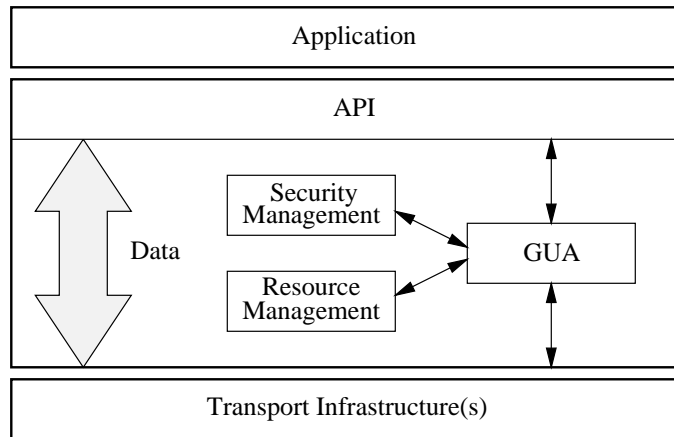 Application
API
Security
Management
Data
GUA
Resource
Management
Transport Infrastructure(s)